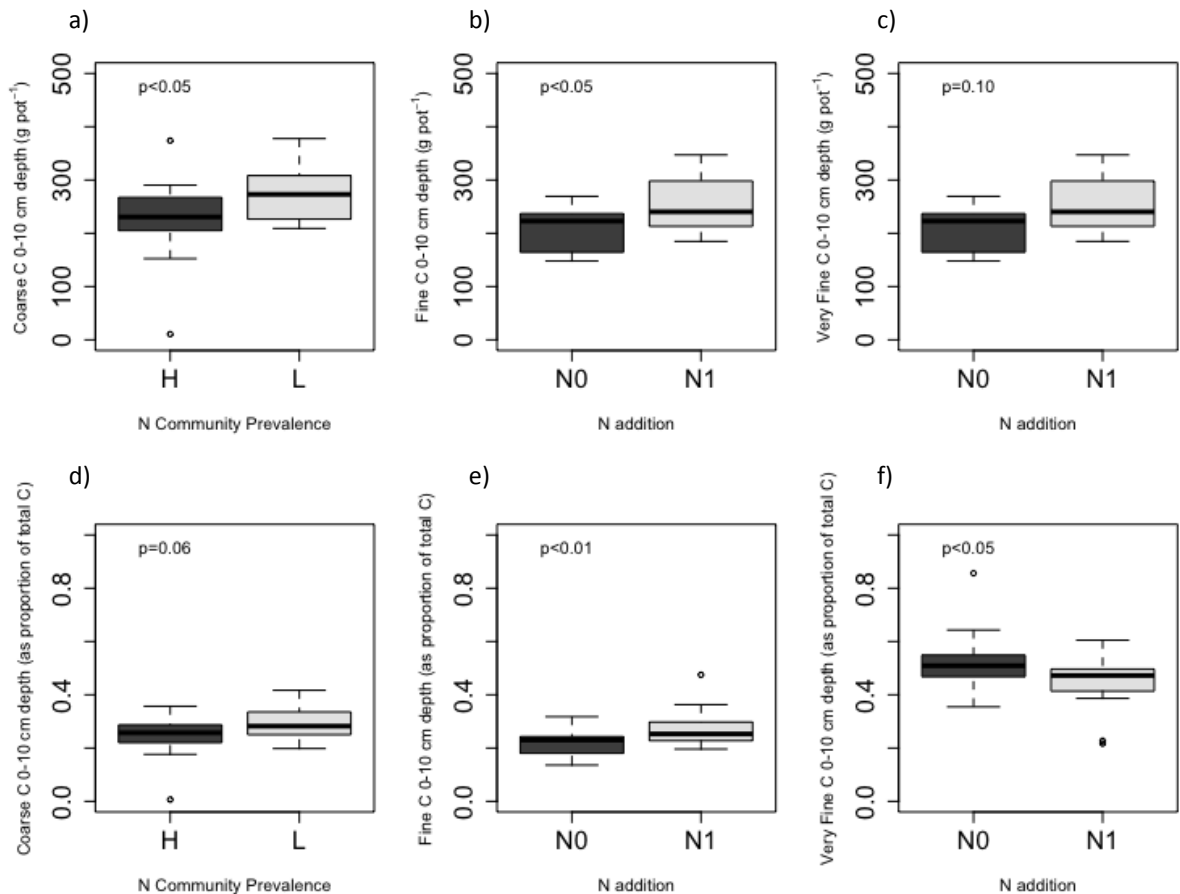 a)
Coarse C 0-10 cm depth (g pot⁻¹)
500
300
100
0
p<0.05
H
L
N Community Prevalence
b)
Fine C 0-10 cm depth (g pot⁻¹)
500
300
100
0
p<0.05
N0
N1
N addition
c)
Very Fine C 0-10 cm depth (g pot⁻¹)
500
300
100
0
p=0.10
N0
N1
N addition
d)
Coarse C 0-10 cm depth (as proportion of total C)
0.8
0.4
0.0
p=0.06
H
L
N Community Prevalence
e)
Fine C 0-10 cm depth (as proportion of total C)
0.8
0.4
0.0
p<0.01
N0
N1
N addition
f)
Very Fine C 0-10 cm depth (as proportion of total C)
0.8
0.4
0.0
p<0.05
N0
N1
N addition